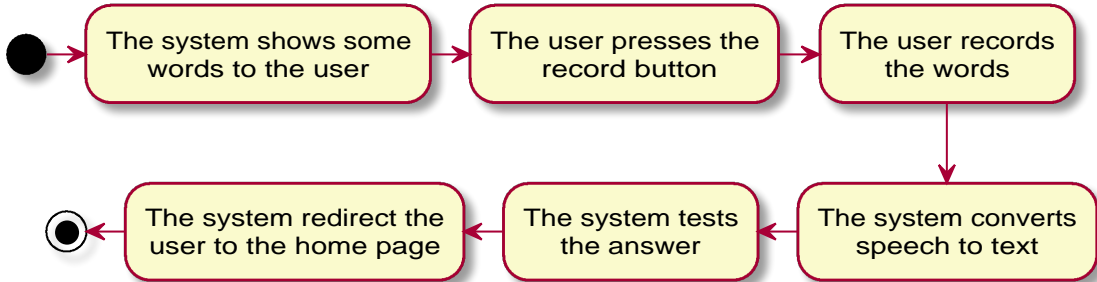 The system shows some
words to the user
The user presses the
record button
The user records
the words
The system converts
speech to text
The system tests
the answer
The system redirect the
user to the home page